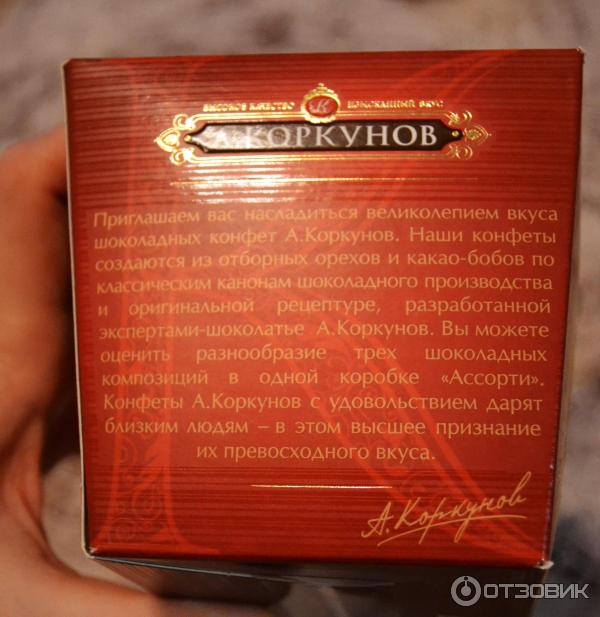 ВЫСОКОЕ КАЧЕСТВО К ИЗЫСКАННЫЙ ВКУС
А.КОРКУНОВ
Приглашаем вас насладиться великолепием вкуса
шоколадных конфет А.Коркунов. Наши конфеты
создаются из отборных орехов и какао-бобов по
классическим канонам шоколадного производства
и оригинальной рецептуре, разработанной
экспертами-шоколатье А.Коркунов. Вы можете
оценить разнообразие трех шоколадных
композиций в одной коробке «Ассорти».
Конфеты А.Коркунов с удовольствием дарят
близким людям – в этом высшее признание
их превосходного вкуса.
А.Коркунов
ОТЗОВИК